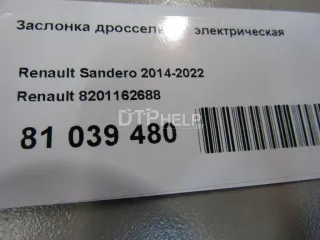 Заслонка дроссельная электрическая
Renault Sandero 2014-2022
Renault 8201162688
DTPHELP
81 039 480